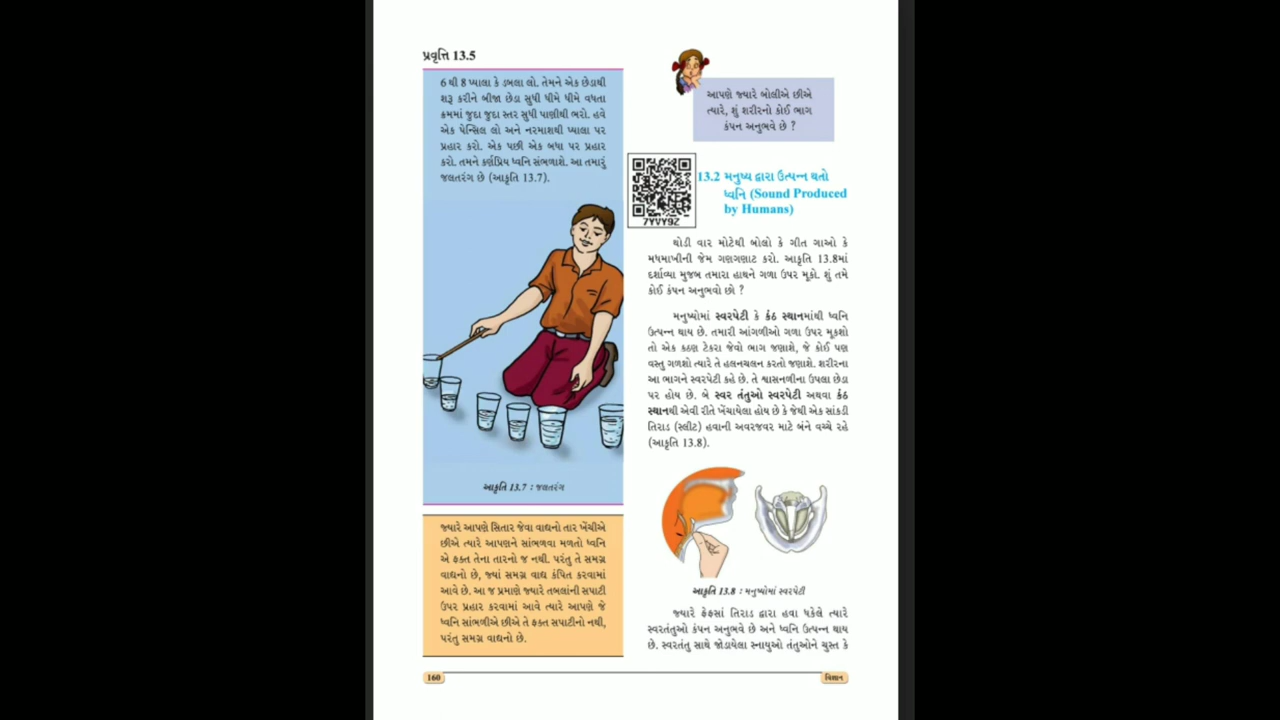 પ્રવૃત્તિ 13.5
6 થી 8 પ્યાલા કે ડબલા લો. તેમને એક છેડાથી
શરૂ કરીને બીજા છેડા સુધી ધીમે ધીમે વધતા
ક્રમમાં જુદા જુદા સ્તર સુધી પાણીથી ભરો. હવે
એક પેન્સિલ લો અને નરમાશથી પ્યાલા પર
પ્રહાર કરો. એક પછી એક બધા પર પ્રહાર
કરો. તમને કર્ણપ્રિય ધ્વનિ સંભળાશે. આ તમારું
જલતરંગ છે (આકૃતિ 13.7).
આકૃતિ 13.7 : જલતરંગ
જ્યારે આપણે સિતાર જેવા વાદ્યનો તાર ખેંચીએ
છીએ ત્યારે આપણને સાંભળવા મળતો ધ્વનિ
એ ફક્ત તેના તારનો જ નથી. પરંતુ તે સમગ્ર
વાદ્યનો છે, જ્યાં સમગ્ર વાદ્ય કંપિત કરવામાં
આવે છે. આ જ પ્રમાણે જ્યારે તબલાંની સપાટી
ઉપર પ્રહાર કરવામાં આવે ત્યારે આપણે જે
ધ્વનિ સાંભળીએ છીએ તે ફક્ત સપાટીનો નથી,
પરંતુ સમગ્ર વાદ્યનો છે.
આપણે જ્યારે બોલીએ છીએ
ત્યારે, શું શરીરનો કોઈ ભાગ
કંપન અનુભવે છે ?
7YVY9Z
13.2 મનુષ્ય દ્વારા ઉત્પન્ન થતો
ધ્વનિ (Sound Produced
by Humans)
થોડી વાર મોટેથી બોલો કે ગીત ગાઓ કે
મધમાખીની જેમ ગણગણાટ કરો. આકૃતિ 13.8માં
દર્શાવ્યા મુજબ તમારા હાથને ગળા ઉપર મૂકો. શું તમે
કોઈ કંપન અનુભવો છો ?
મનુષ્યોમાં સ્વરપેટી કે કંઠ સ્થાનમાંથી ધ્વનિ
ઉત્પન્ન થાય છે. તમારી આંગળીઓ ગળા ઉપર મૂકશો
તો એક કઠણ ટેકરા જેવો ભાગ જણાશે, જે કોઈ પણ
વસ્તુ ગળશો ત્યારે તે હલનચલન કરતો જણાશે. શરીરના
આ ભાગને સ્વરપેટી કહે છે. તે શ્વાસનળીના ઉપલા છેડા
પર હોય છે. બે સ્વર તંતુઓ સ્વરપેટી અથવા કંઠ
સ્થાનથી એવી રીતે ખેંચાયેલા હોય છે કે જેથી એક સાંકડી
તિરાડ (સ્લીટ) હવાની અવરજવર માટે બંને વચ્ચે રહે
(આકૃતિ 13.8).
આકૃતિ 13.8 : મનુષ્યોમાં સ્વરપેટી
જ્યારે ફેફસાં તિરાડ દ્વારા હવા ધકેલે ત્યારે
સ્વરતંતુઓ કંપન અનુભવે છે અને ધ્વનિ ઉત્પન્ન થાય
છે. સ્વરતંતુ સાથે જોડાયેલા સ્નાયુઓ તંતુઓને ચુસ્ત કે
160
વિજ્ઞાન